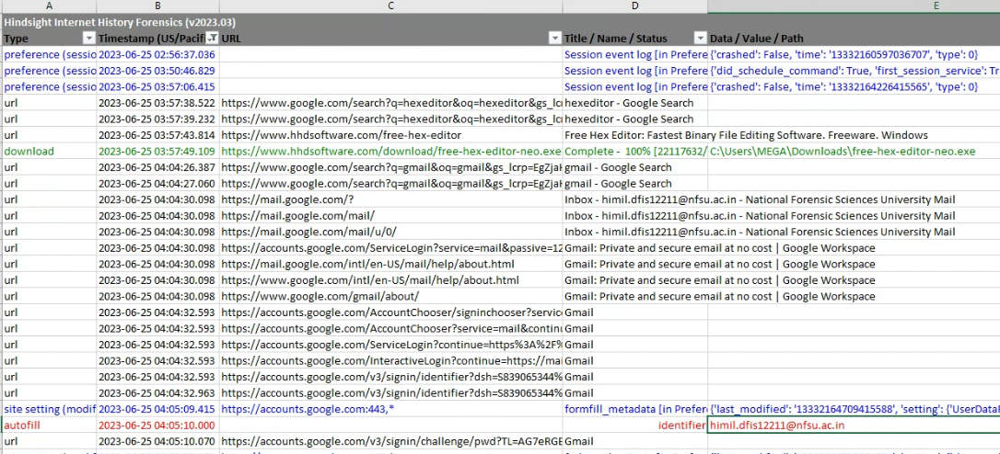 A B C D E
Hindsight Internet History Forensics (v2023.03)
Type Timestamp (US/Pacifi URL Title / Name / Status Data / Value / Path
preference (sessio 2023-06-25 02:56:37.036 Session event log [in Prefere {'crashed': False, 'time': '13332160597036707', 'type': 0}
preference (sessio 2023-06-25 03:50:46.829 Session event log [in Prefere {'did_schedule_command': True, 'first_session_service': Tr
preference (sessio 2023-06-25 03:57:06.415 Session event log [in Prefere {'crashed': False, 'time': '13332164226415565', 'type': 0}
url 2023-06-25 03:57:38.522 https://www.google.com/search?q=hexeditor&oq=hexeditor&gs_lcr hexeditor - Google Search
url 2023-06-25 03:57:39.232 https://www.google.com/search?q=hexeditor&oq=hexeditor&gs_lcr hexeditor - Google Search
url 2023-06-25 03:57:43.814 https://www.hhdsoftware.com/free-hex-editor Free Hex Editor: Fastest Binary File Editing Software. Freeware. Windows
download 2023-06-25 03:57:49.109 https://www.hhdsoftware.com/download/free-hex-editor-neo.exe Complete - 100% [22117632/ C:\Users\MEGA\Downloads\free-hex-editor-neo.exe
url 2023-06-25 04:04:26.387 https://www.google.com/search?q=gmail&oq=gmail&gs_lcrp=EgZjaH gmail - Google Search
url 2023-06-25 04:04:27.060 https://www.google.com/search?q=gmail&oq=gmail&gs_lcrp=EgZjaH gmail - Google Search
url 2023-06-25 04:04:30.098 https://mail.google.com/? Inbox - himil.dfis12211@nfsu.ac.in - National Forensic Sciences University Mail
url 2023-06-25 04:04:30.098 https://mail.google.com/mail/ Inbox - himil.dfis12211@nfsu.ac.in - National Forensic Sciences University Mail
url 2023-06-25 04:04:30.098 https://mail.google.com/mail/u/0/ Inbox - himil.dfis12211@nfsu.ac.in - National Forensic Sciences University Mail
url 2023-06-25 04:04:30.098 https://accounts.google.com/ServiceLogin?service=mail&passive=12 Gmail: Private and secure email at no cost | Google Workspace
url 2023-06-25 04:04:30.098 https://mail.google.com/intl/en-US/mail/help/about.html Gmail: Private and secure email at no cost | Google Workspace
url 2023-06-25 04:04:30.098 https://www.google.com/intl/en-US/mail/help/about.html Gmail: Private and secure email at no cost | Google Workspace
url 2023-06-25 04:04:30.098 https://www.google.com/gmail/about/ Gmail: Private and secure email at no cost | Google Workspace
url 2023-06-25 04:04:32.593 https://accounts.google.com/AccountChooser/signinchooser?servic Gmail
url 2023-06-25 04:04:32.593 https://accounts.google.com/AccountChooser?service=mail&contin Gmail
url 2023-06-25 04:04:32.593 https://accounts.google.com/ServiceLogin?continue=https%3A%2F% Gmail
url 2023-06-25 04:04:32.593 https://accounts.google.com/InteractiveLogin?continue=https://mai Gmail
url 2023-06-25 04:04:32.593 https://accounts.google.com/v3/signin/identifier?dsh=S839065344% Gmail
url 2023-06-25 04:04:32.963 https://accounts.google.com/v3/signin/identifier?dsh=S839065344% Gmail
site setting (modif 2023-06-25 04:05:09.415 https://accounts.google.com:443,* formfill_metadata [in Prefer {'last_modified': '13332164709415588', 'setting': {'UserDataF
autofill 2023-06-25 04:05:10.000 identifier himil.dfis12211@nfsu.ac.in
url 2023-06-25 04:05:10.070 https://accounts.google.com/v3/signin/challenge/pwd?TL=AG7eRGE Gmail